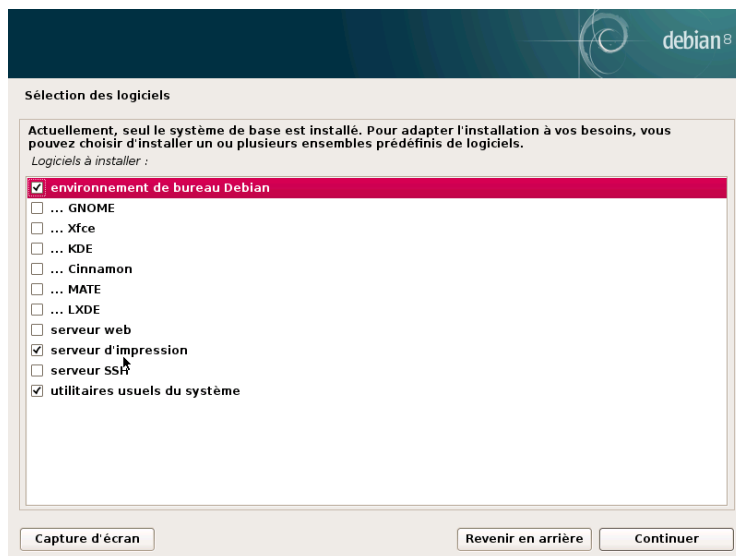 debian 8
Sélection des logiciels
Actuellement, seul le système de base est installé. Pour adapter l'installation à vos besoins, vous
pouvez choisir d'installer un ou plusieurs ensembles prédéfinis de logiciels.
Logiciels à installer :
environnement de bureau Debian
... GNOME
... Xfce
... KDE
... Cinnamon
... MATE
... LXDE
serveur web
serveur d'impression
serveur SSH
utilitaires usuels du système
Capture d'écran
Revenir en arrière
Continuer